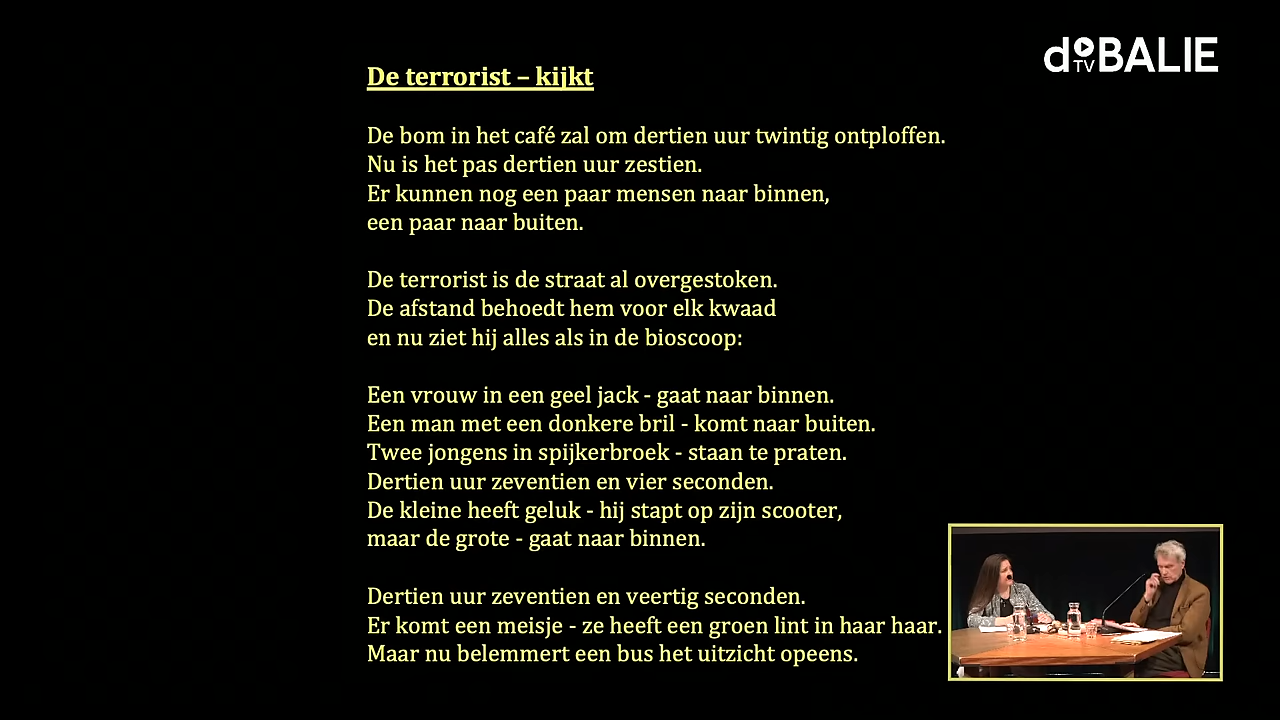 De terrorist – kijkt
de BALIE
TV
De bom in het café zal om dertien uur twintig ontploffen.
Nu is het pas dertien uur zestien.
Er kunnen nog een paar mensen naar binnen,
een paar naar buiten.
De terrorist is de straat al overgestoken.
De afstand behoedt hem voor elk kwaad
en nu ziet hij alles als in de bioscoop:
Een vrouw in een geel jack - gaat naar binnen.
Een man met een donkere bril - komt naar buiten.
Twee jongens in spijkerbroek - staan te praten.
Dertien uur zeventien en vier seconden.
De kleine heeft geluk - hij stapt op zijn scooter,
maar de grote - gaat naar binnen.
Dertien uur zeventien en veertig seconden.
Er komt een meisje - ze heeft een groen lint in haar haar.
Maar nu belemmert een bus het uitzicht opeens.